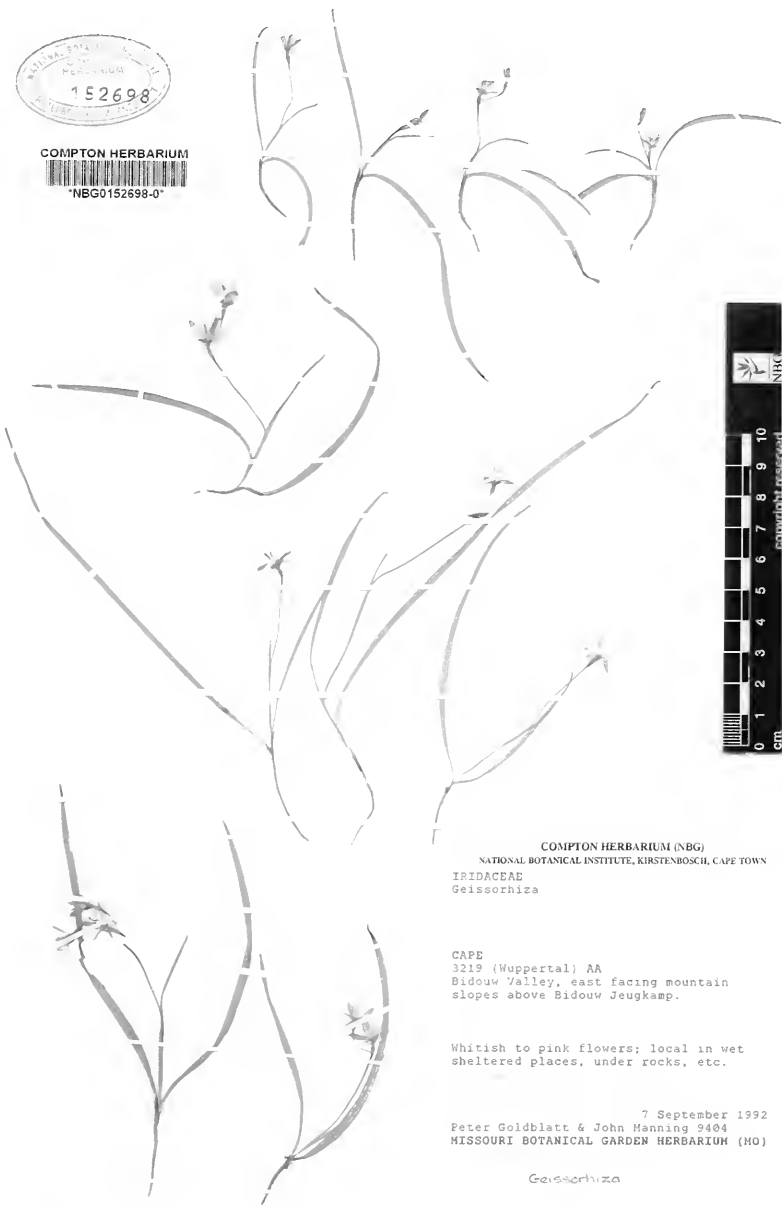 NATIONAL
HERBARIUM
152698
COMPTON HERBARIUM
*NBG0152698-0*
NBG
10
9
8
7
6
5
4
3
2
1
0
cm
copyright reserved
COMPTON HERBARIUM (NBG)
NATIONAL BOTANICAL INSTITUTE, KIRSTENBOSCH, CAPE TOWN
IRIDACEAE
Geissorhiza
CAPE
3219 (Wuppertal) AA
Bidouw Valley, east facing mountain
slopes above Bidouw Jeugkamp.
Whitish to pink flowers; local in wet
sheltered places, under rocks, etc.
7 September 1992
Peter Goldblatt & John Manning 9404
MISSOURI BOTANICAL GARDEN HERBARIUM (MO)
Geissorhiza